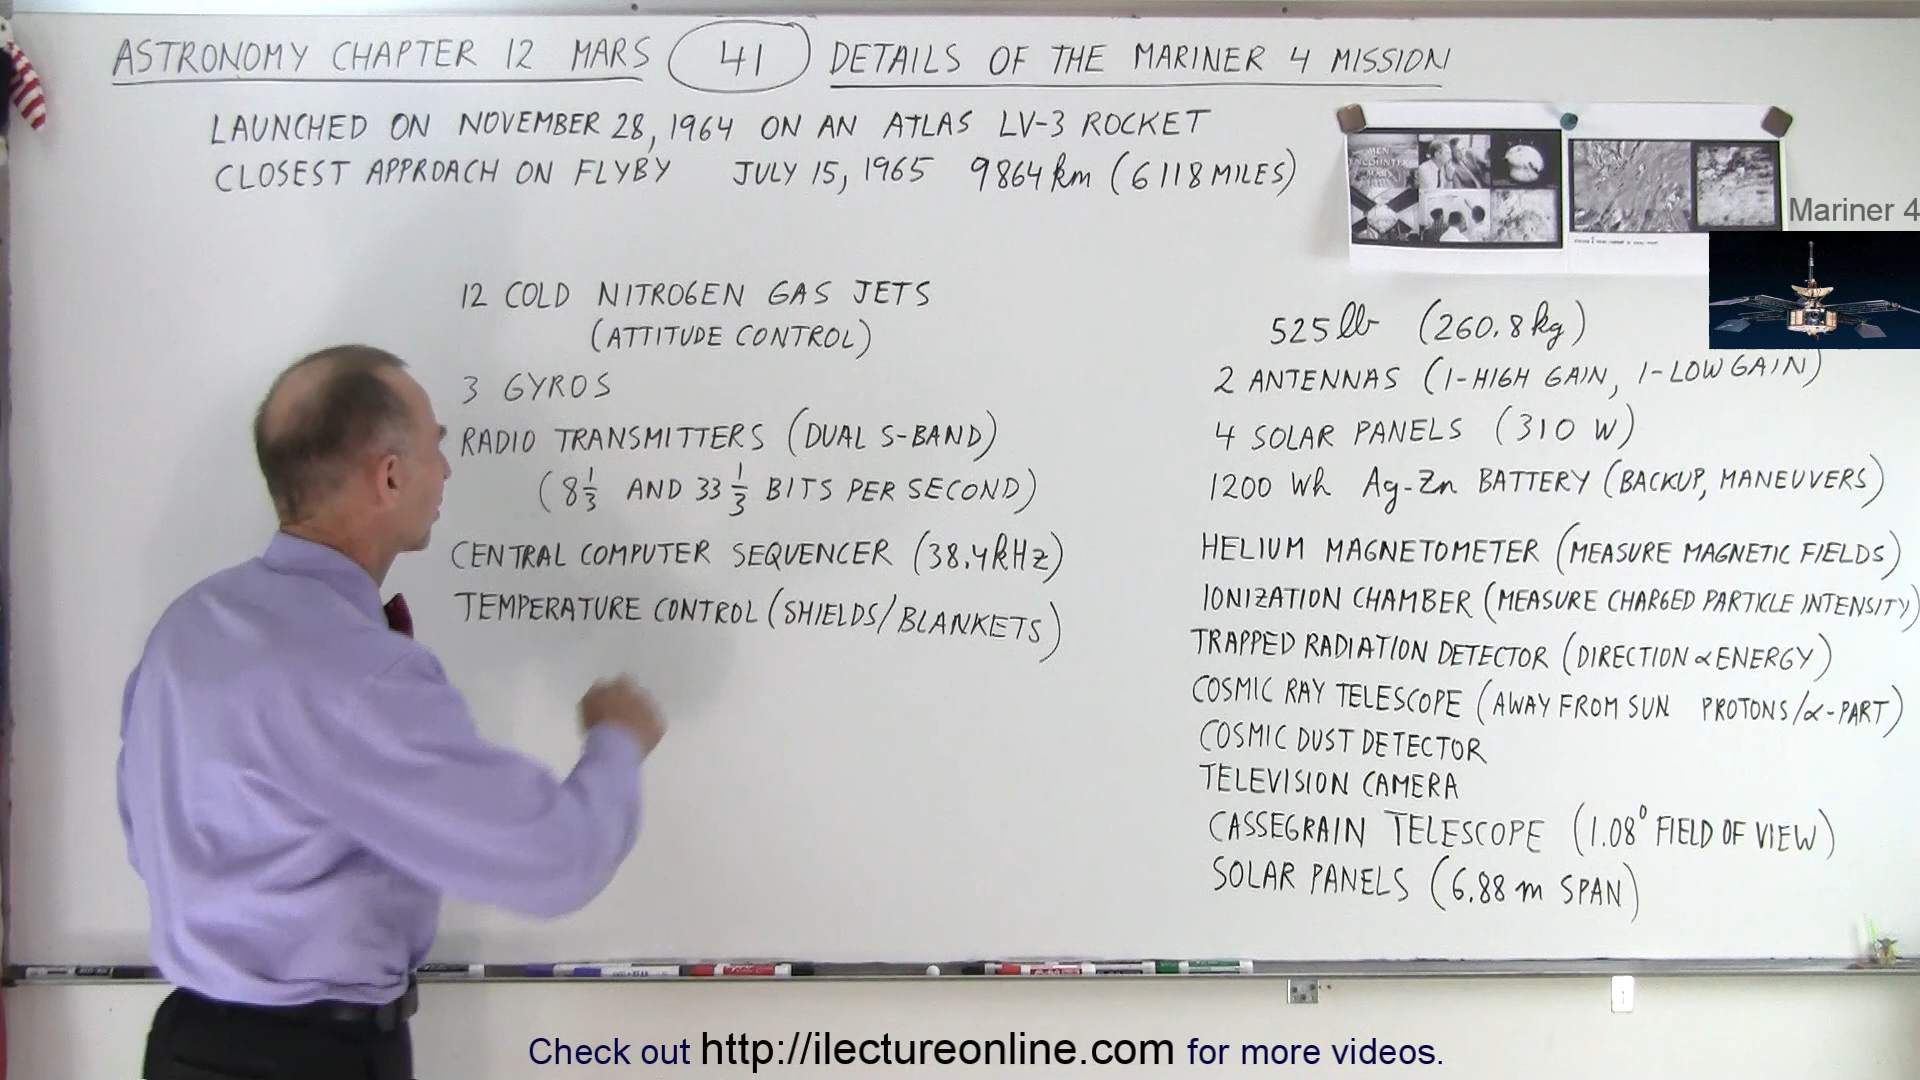 ASTRONOMY CHAPTER 12 MARS 41 DETAILS OF THE MARINER 4 MISSION
LAUNCHED ON NOVEMBER 28, 1964 ON AN ATLAS LV-3 ROCKET
CLOSEST APPROACH ON FLYBY JULY 15, 1965 9864 km (6118 MILES)
12 COLD NITROGEN GAS JETS
(ATTITUDE CONTROL)
3 GYROS
RADIO TRANSMITTERS (DUAL S-BAND)
(8 1/3 AND 33 1/3 BITS PER SECOND)
CENTRAL COMPUTER SEQUENCER (38.4 kHz)
TEMPERATURE CONTROL (SHIELDS/BLANKETS)
MEN ENCOUNTER MARS
Mariner 4
525 lb (260.8 kg)
2 ANTENNAS (1-HIGH GAIN, 1-LOW GAIN)
4 SOLAR PANELS (310 W)
1200 Wh Ag-Zn BATTERY (BACKUP, MANEUVERS)
HELIUM MAGNETOMETER (MEASURE MAGNETIC FIELDS)
IONIZATION CHAMBER (MEASURE CHARGED PARTICLE INTENSITY)
TRAPPED RADIATION DETECTOR (DIRECTION & ENERGY)
COSMIC RAY TELESCOPE (AWAY FROM SUN PROTONS/α-PART)
COSMIC DUST DETECTOR
TELEVISION CAMERA
CASSEGRAIN TELESCOPE (1.08° FIELD OF VIEW)
SOLAR PANELS (6.88 m SPAN)
Check out http://ilectureonline.com for more videos.